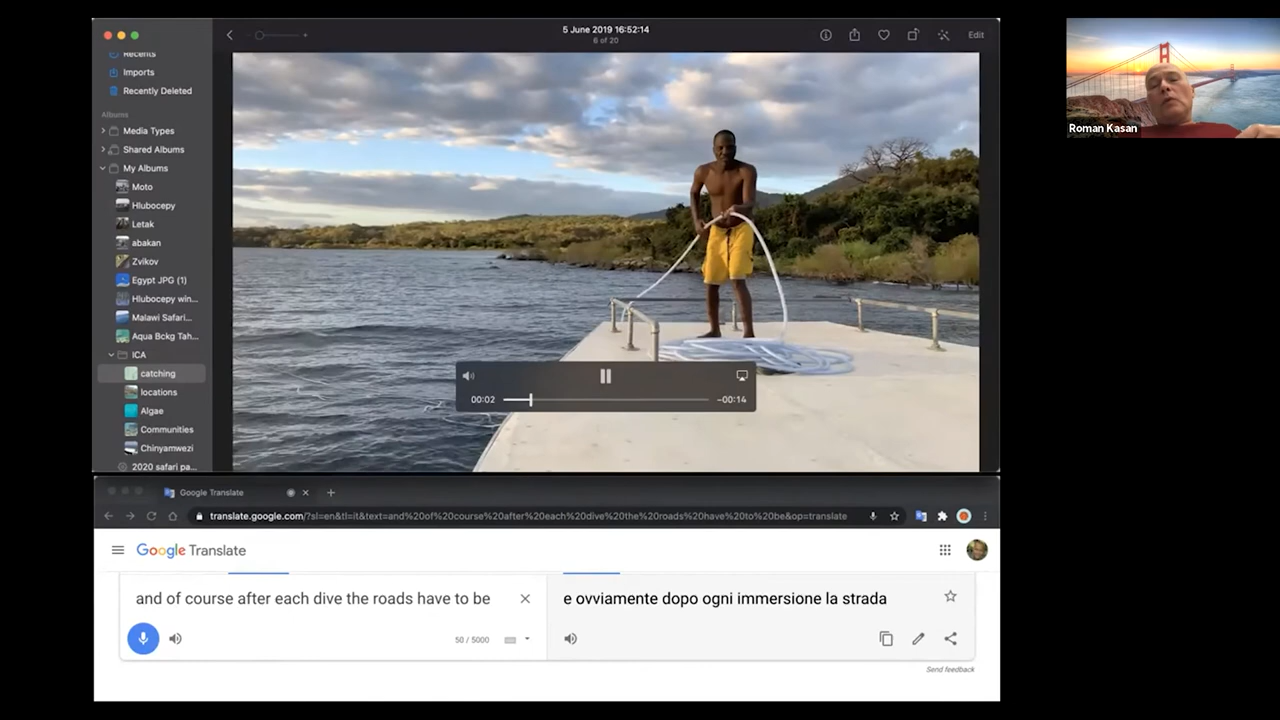 5 June 2019 16:52:14
6 of 20
Edit
Recents
Imports
Recently Deleted
Albums
Media Types
Shared Albums
My Albums
Moto
Hlubocepy
Letak
abakan
Zvikov
Egypt JPG (1)
Hlubocepy win...
Malawi Safari...
Aqua Bckg Tah...
ICA
catching
locations
Algae
Communities
Chinyamwezi
2020 safari pa...
00:02
-00:14
Roman Kasan
Google Translate
translate.google.com/?sl=en&tl=it&text=and%20of%20course%20after%20each%20dive%20the%20roads%20have%20to%20be&op=translate
Google Translate
and of course after each dive the roads have to be
e ovviamente dopo ogni immersione la strada
50 / 5000
Send feedback